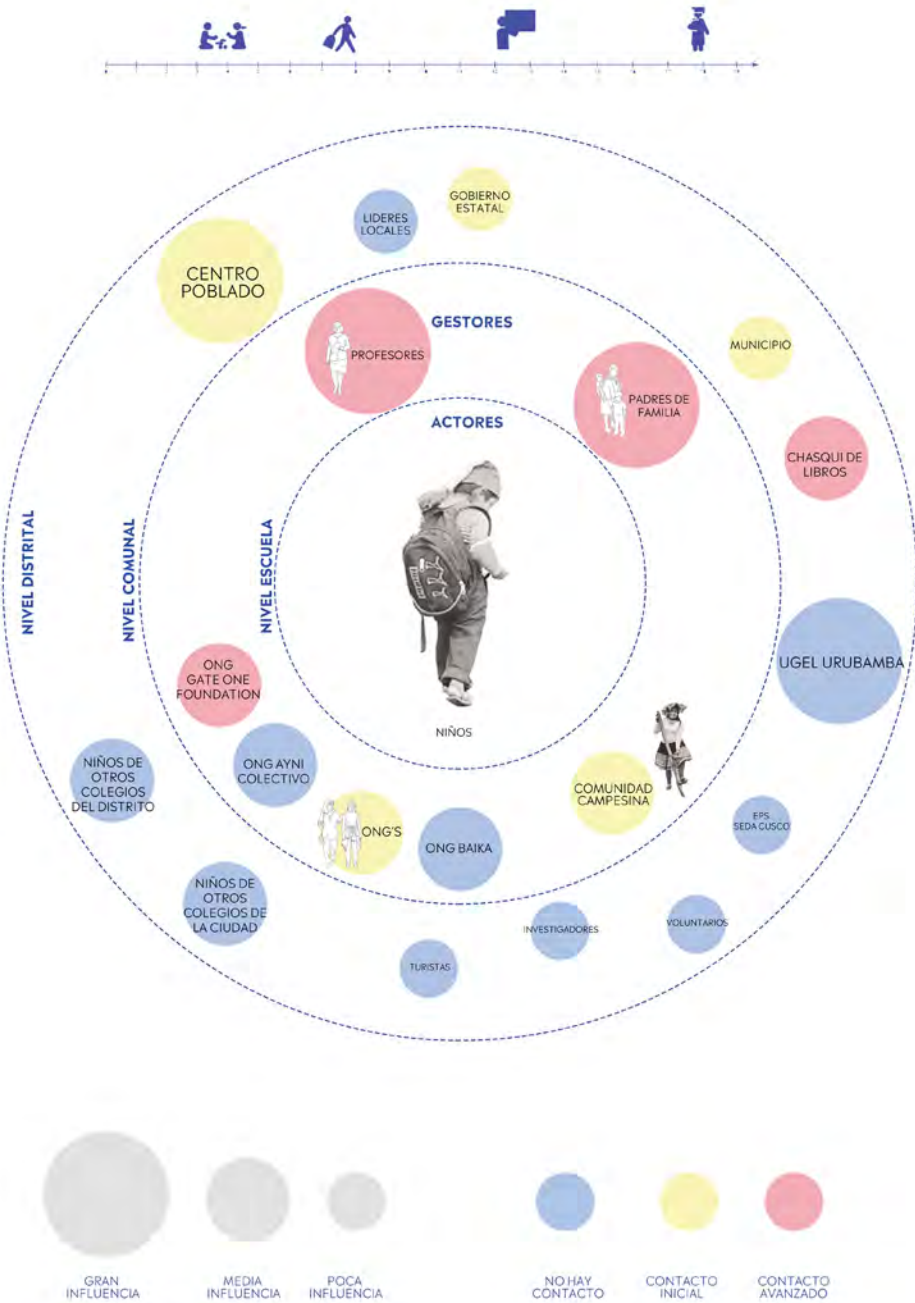 LIDERES
LOCALES
GOBIERNO
ESTATAL
CENTRO
POBLADO
GESTORES
PROFESORES
MUNICIPIO
PADRES DE
FAMILIA
ACTORES
CHASQUI DE
LIBROS
NIVEL DISTRITAL
NIVEL COMUNAL
NIVEL ESCUELA
UGEL URUBAMBA
ONG
GATE ONE
FOUNDATION
NIÑOS
ONG AYNI
COLECTIVO
NIÑOS DE
OTROS
COLEGIOS
DEL DISTRITO
COMUNIDAD
CAMPESINA
EPS
SEDA CUSCO
ONG'S
ONG BAIKA
NIÑOS DE
OTROS
COLEGIOS DE
LA CIUDAD
INVESTIGADORES
VOLUNTARIOS
TURISTAS
GRAN
INFLUENCIA
MEDIA
INFLUENCIA
POCA
INFLUENCIA
NO HAY
CONTACTO
CONTACTO
INICIAL
CONTACTO
AVANZADO